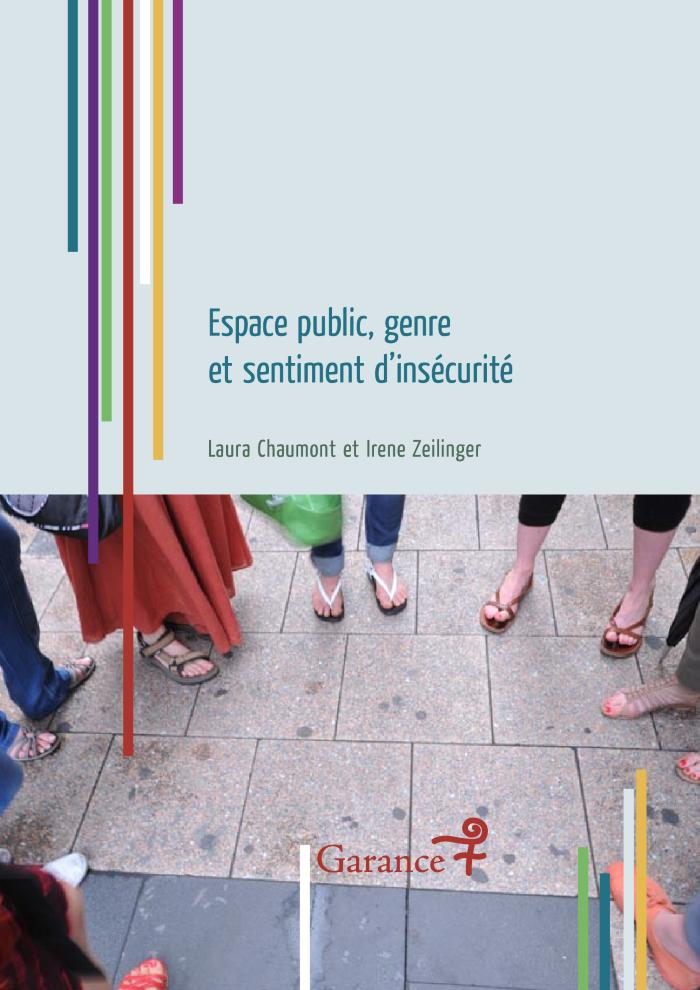 Espace public, genre
et sentiment d'insécurité
Laura Chaumont et Irene Zeilinger
Garance